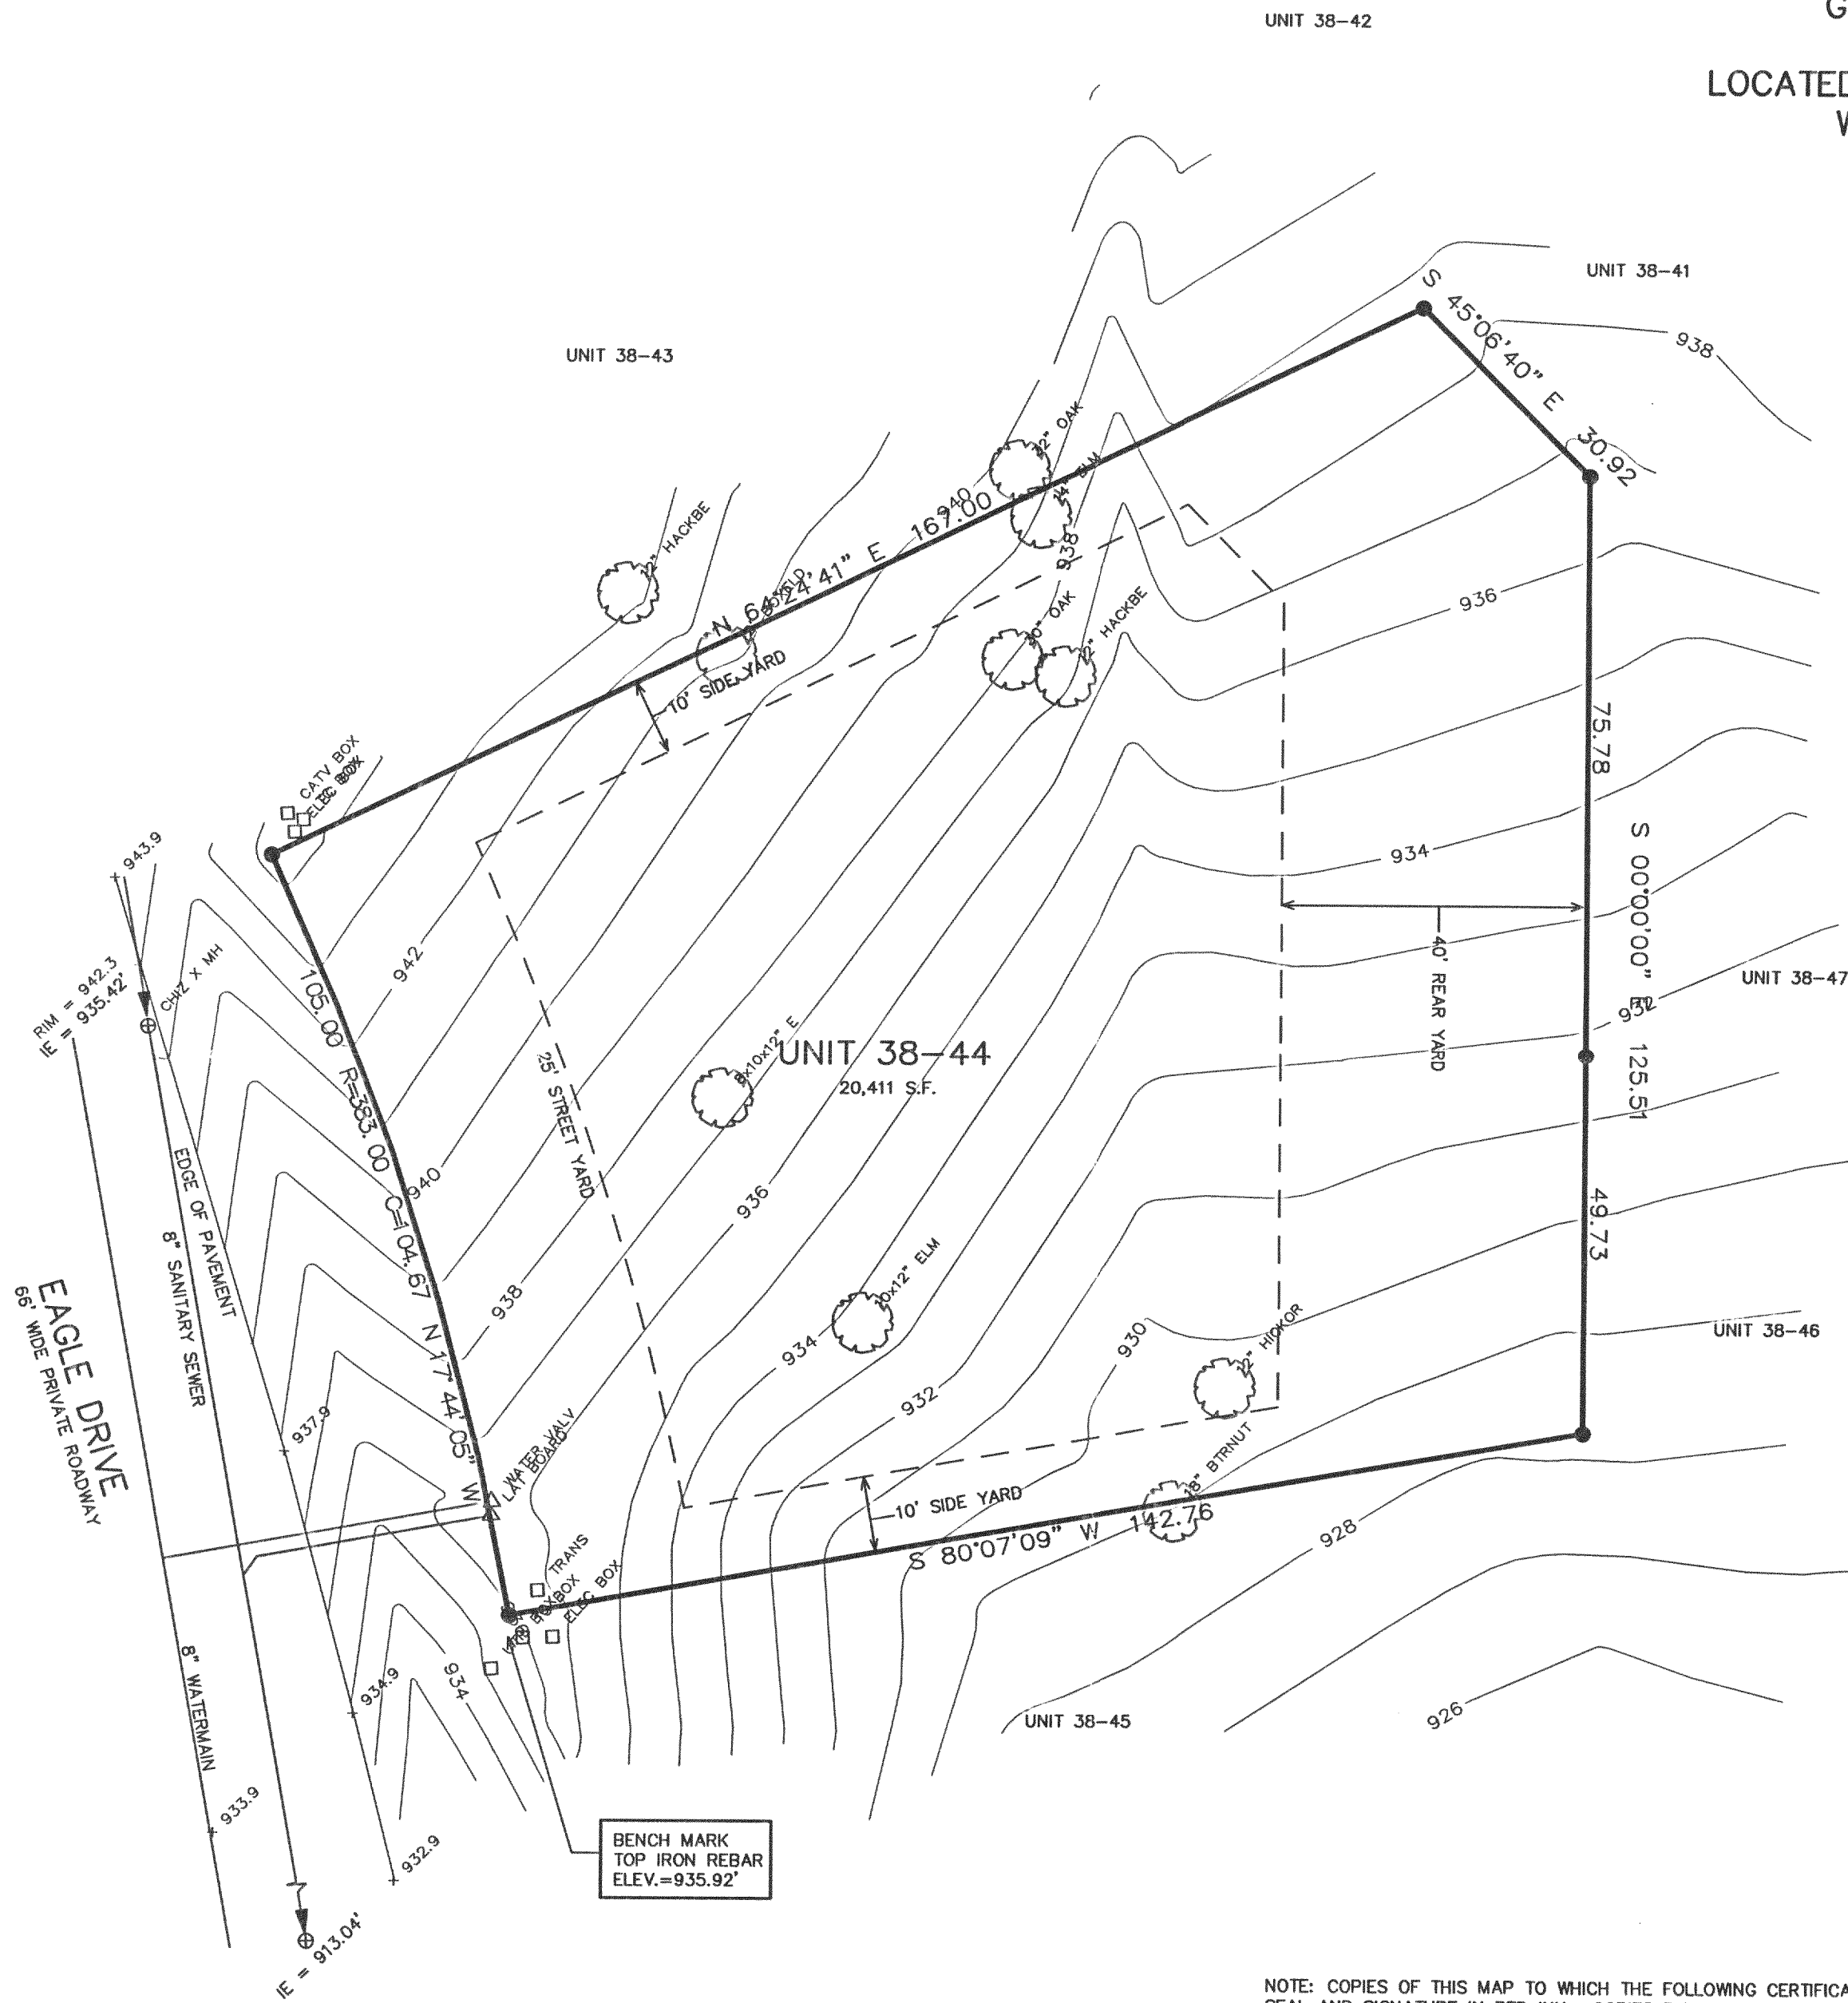 G
UNIT 38-42
LOCATED
W
UNIT 38-41
S 45°06'40" E
30.92
938
UNIT 38-43
22" OAK
14" ELM
12" HACKBE
940
N 64°24'41" E 167.00
BOXELD
938
10' SIDE YARD
30" OAK
12" HACKBE
936
75.78
CATV BOX
ELEC BOX
943.9
934
S 00°00'00" E 125.51
40' REAR YARD
942
RIM = 942.3
IE = 935.42'
CHIZ X MH
UNIT 38-47
932
105.00 R=383.00 C=104.67 N 17°44'05" W
25' STREET YARD
8x10x12" E
UNIT 38-44
20,411 S.F.
EDGE OF PAVEMENT
8" SANITARY SEWER
940
936
49.73
EAGLE DRIVE
66' WIDE PRIVATE ROADWAY
938
10x12" ELM
934
930
12" HICKOR
UNIT 38-46
932
937.9
WATER VALV
LAT BOARD
18" BTRNUT
10' SIDE YARD
S 80°07'09" W 142.76
928
TRANS
BOX
ELEC BOX
8" WATERMAIN
934.9
934
UNIT 38-45
926
933.9
932.9
BENCH MARK
TOP IRON REBAR
ELEV.=935.92'
IE = 913.04'
NOTE: COPIES OF THIS MAP TO WHICH THE FOLLOWING CERTIFICA